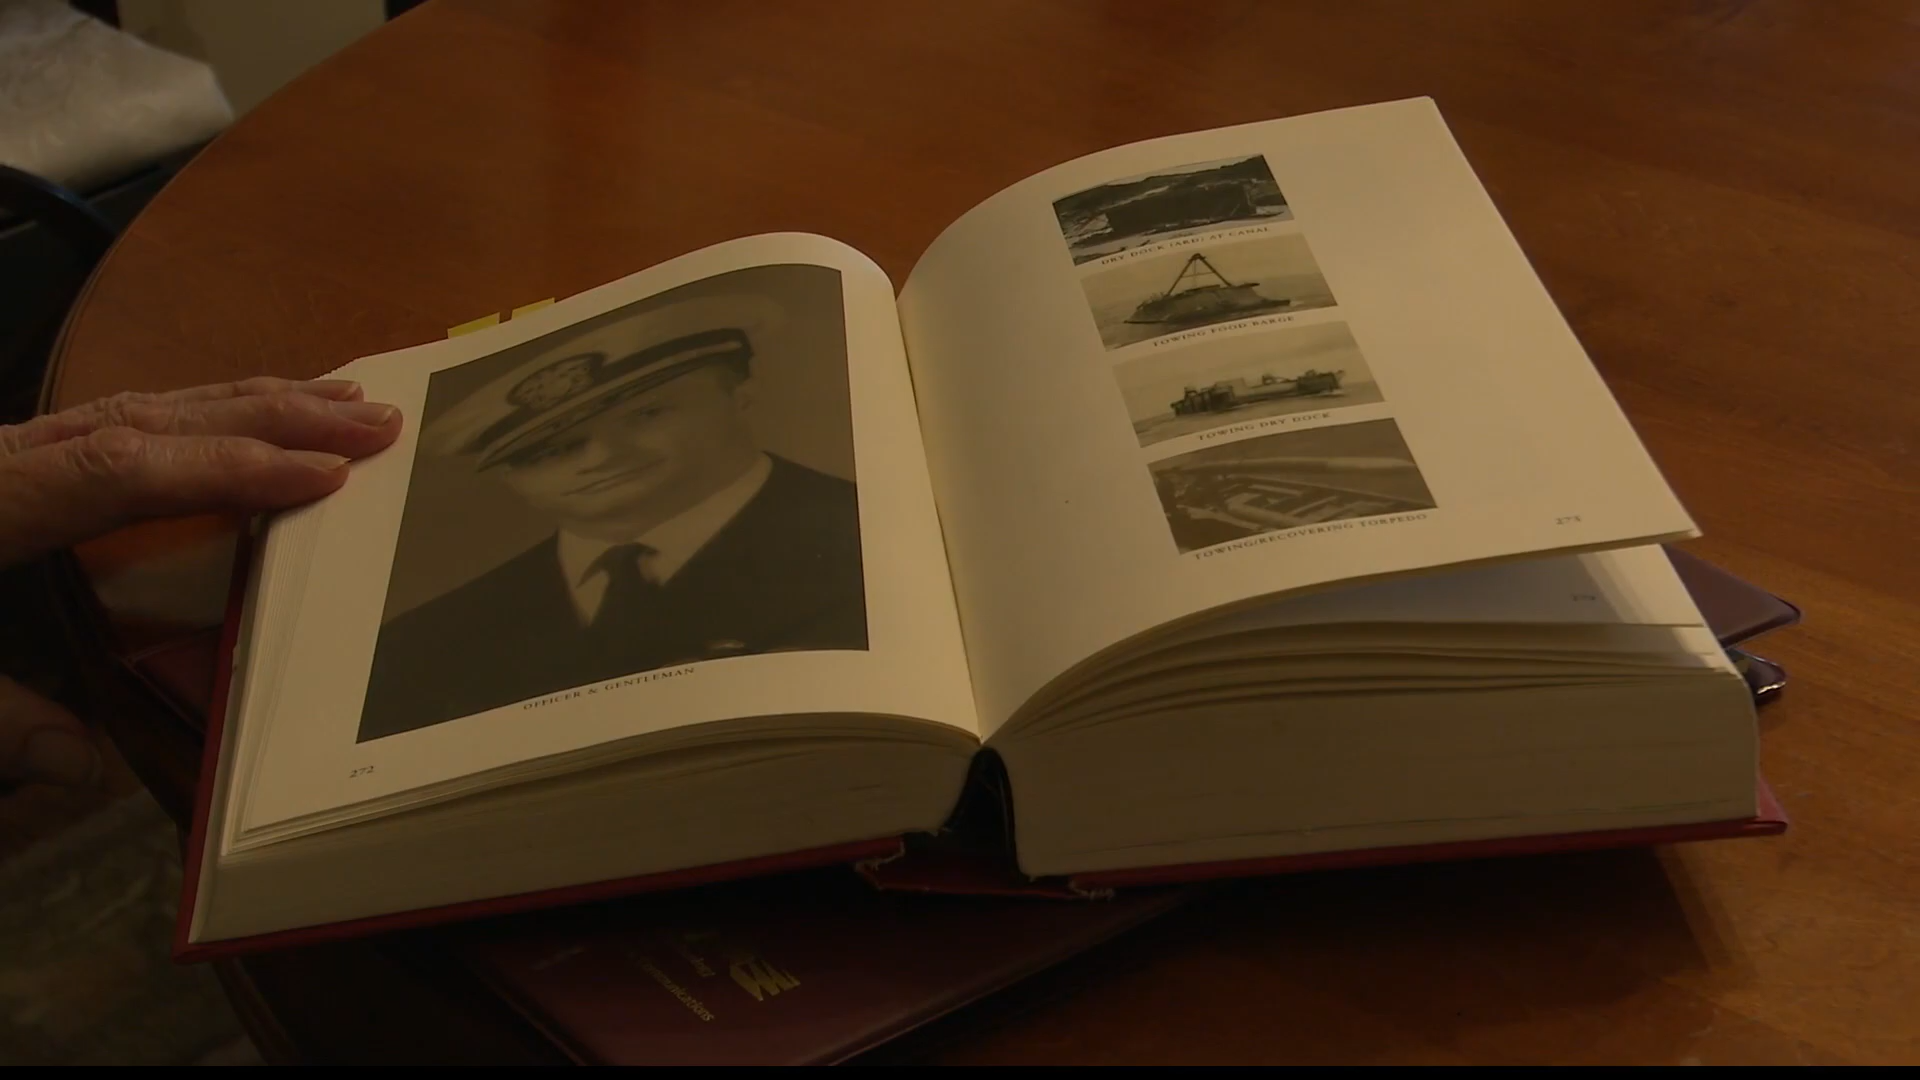 OFFICER & GENTLEMAN
272
DRY DOCK (ARD) AT CANAL
TOWING FOOD BARGE
TOWING DRY DOCK
TOWING/RECOVERING TORPEDO
273